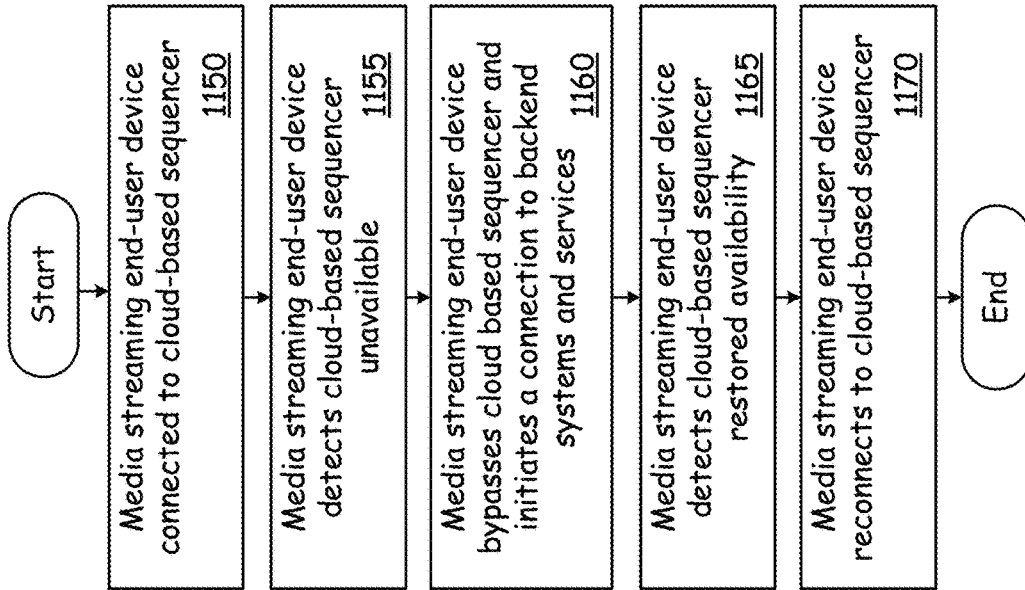 Start
Media streaming end-user device
connected to cloud-based sequencer
1150
Media streaming end-user device
detects cloud-based sequencer
unavailable
1155
Media streaming end-user device
bypasses cloud based sequencer and
initiates a connection to backend
systems and services
1160
Media streaming end-user device
detects cloud-based sequencer
restored availability
1165
Media streaming end-user device
reconnects to cloud-based sequencer
1170
End